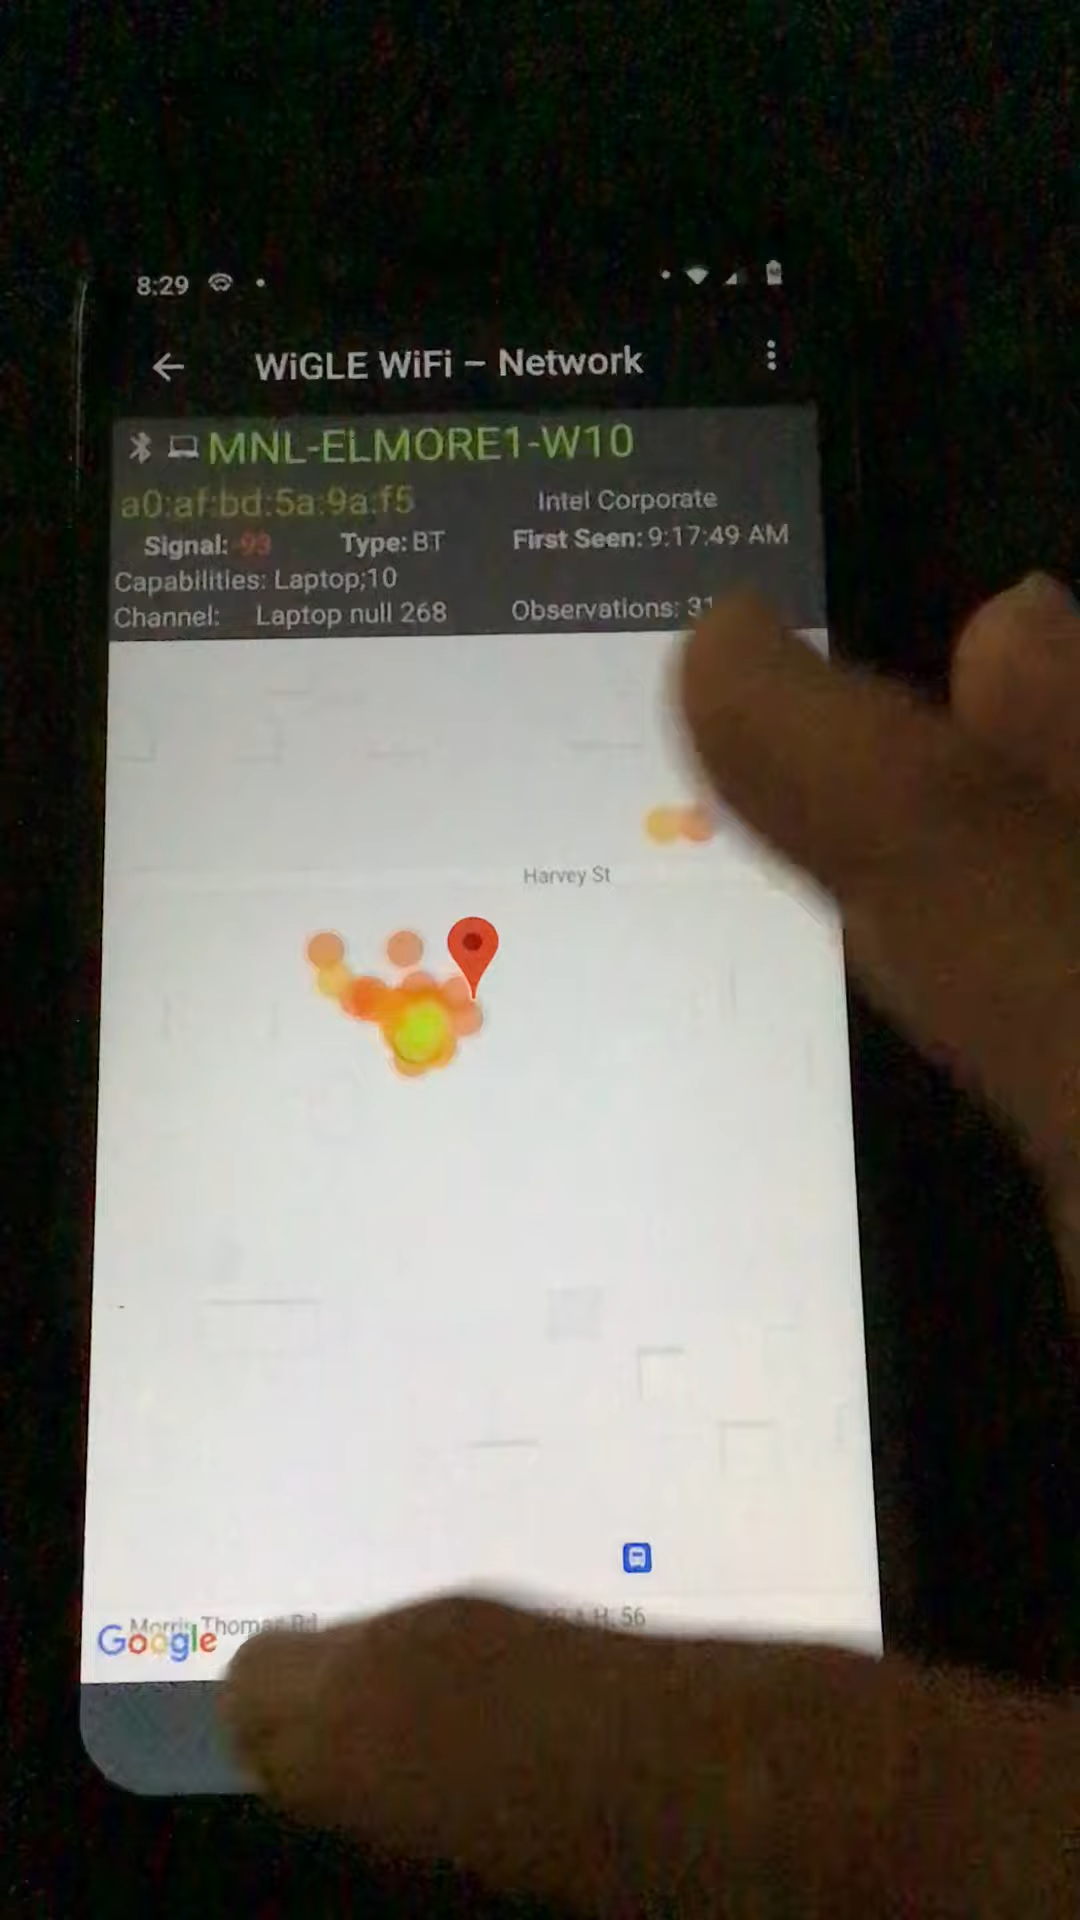 8:29
WiGLE WiFi – Network
MNL-ELMORE1-W10
a0:af:bd:5a:9a:f5 Intel Corporate
Signal: -93 Type: BT First Seen: 9:17:49 AM
Capabilities: Laptop;10
Channel: Laptop null 268 Observations: 31
Harvey St
Morris Thomas Rd C.S.A.H. 56
Google